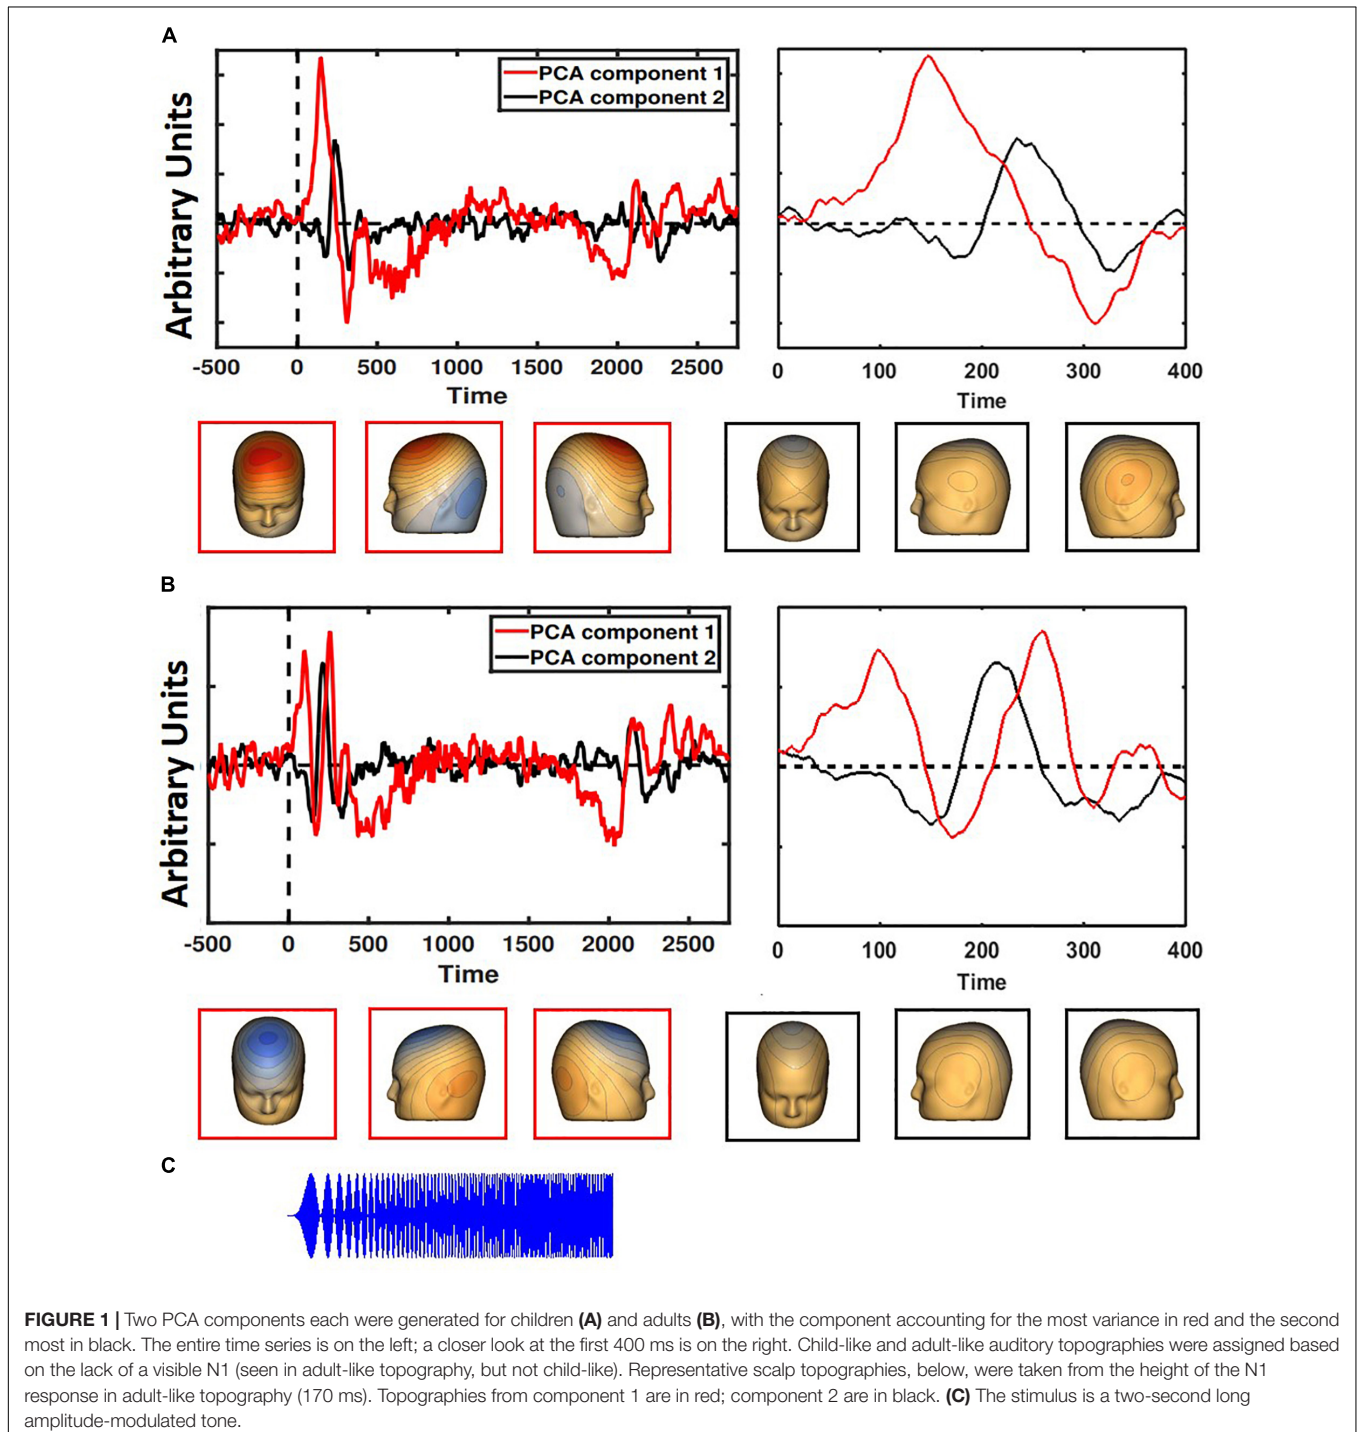 A
PCA component 1
PCA component 2
Arbitrary Units
-500 0 500 1000 1500 2000 2500
Time
0 100 200 300 400
Time
B
PCA component 1
PCA component 2
Arbitrary Units
-500 0 500 1000 1500 2000 2500
Time
0 100 200 300 400
Time
C
FIGURE 1 | Two PCA components each were generated for children (A) and adults (B), with the component accounting for the most variance in red and the second
most in black. The entire time series is on the left; a closer look at the first 400 ms is on the right. Child-like and adult-like auditory topographies were assigned based
on the lack of a visible N1 (seen in adult-like topography, but not child-like). Representative scalp topographies, below, were taken from the height of the N1
response in adult-like topography (170 ms). Topographies from component 1 are in red; component 2 are in black. (C) The stimulus is a two-second long
amplitude-modulated tone.